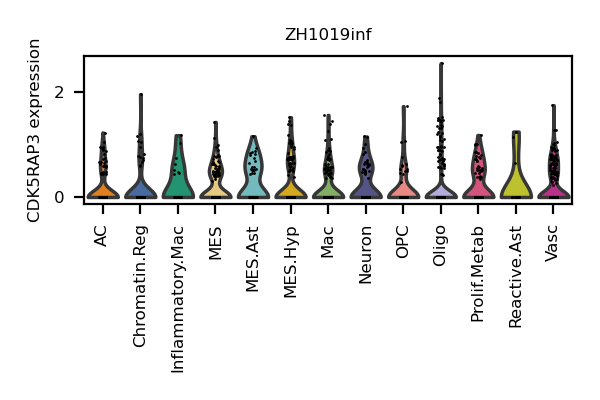 ZH1019inf
CDK5RAP3 expression
2
0
AC
Chromatin.Reg
Inflammatory.Mac
MES
MES.Ast
MES.Hyp
Mac
Neuron
OPC
Oligo
Prolif.Metab
Reactive.Ast
Vasc